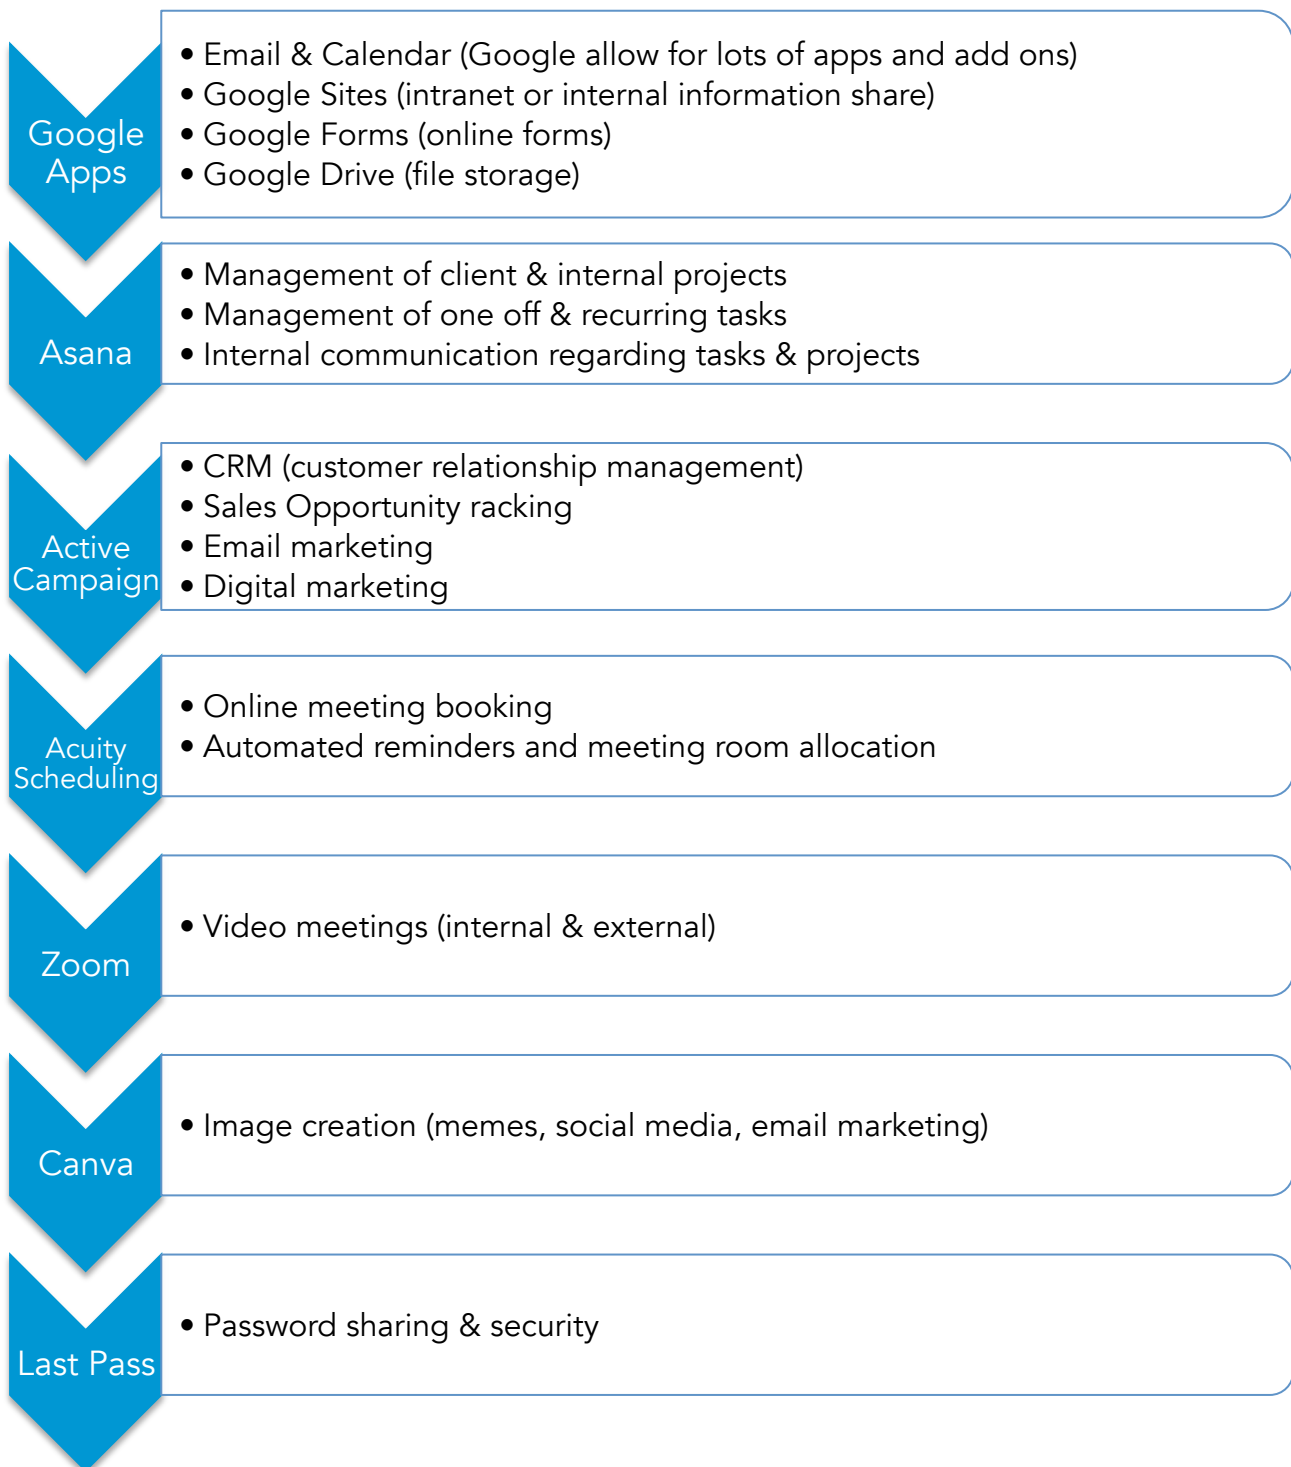 Google
Apps
• Email & Calendar (Google allow for lots of apps and add ons)
• Google Sites (intranet or internal information share)
• Google Forms (online forms)
• Google Drive (file storage)
Asana
• Management of client & internal projects
• Management of one off & recurring tasks
• Internal communication regarding tasks & projects
Active
Campaign
• CRM (customer relationship management)
• Sales Opportunity racking
• Email marketing
• Digital marketing
Acuity
Scheduling
• Online meeting booking
• Automated reminders and meeting room allocation
Zoom
• Video meetings (internal & external)
Canva
• Image creation (memes, social media, email marketing)
Last Pass
• Password sharing & security